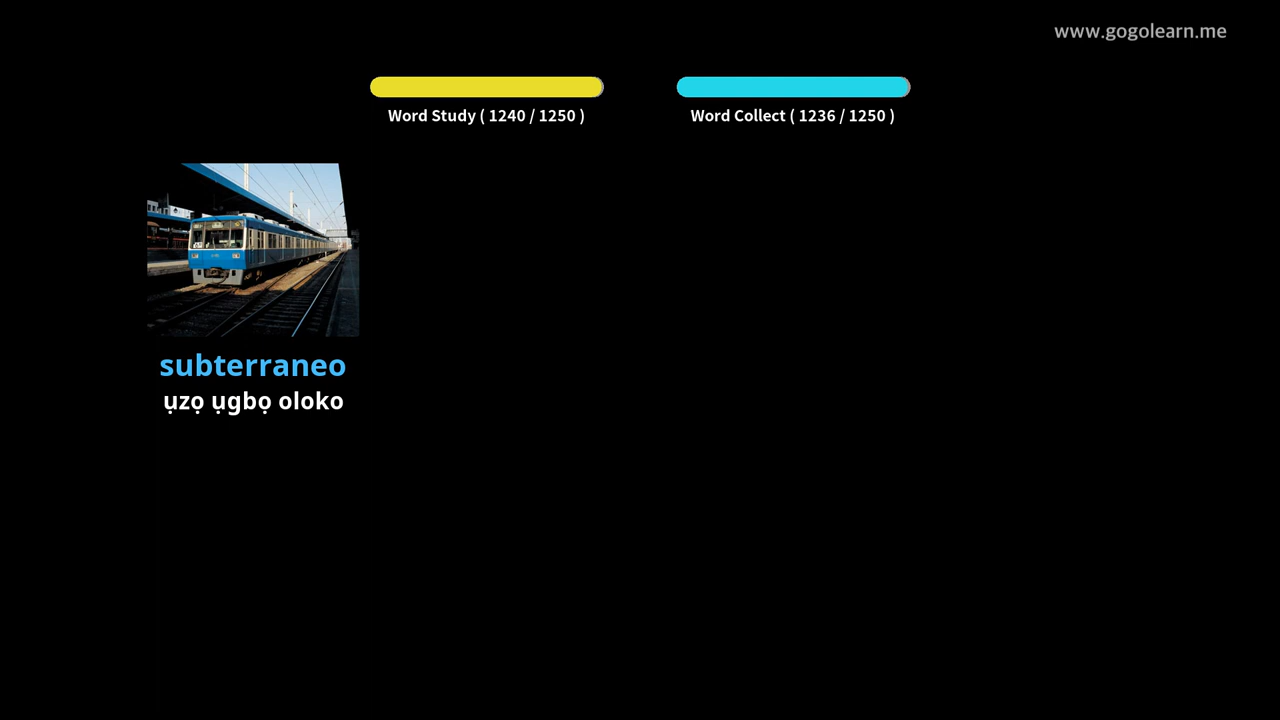 www.gogolearn.me
Word Study ( 1240 / 1250 )
Word Collect ( 1236 / 1250 )
subterraneo
ụzọ ụgbọ oloko